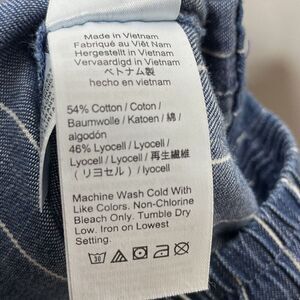 Made in Vietnam
Fabriqué au Viêt Nam
Hergestellt in Vietnam
Vervaardigd in Vietnam
ベトナム製
hecho en vietnam
54% Cotton / Coton /
Baumwolle / Katoen / 綿 /
algodón
46% Lyocell / Lyocell /
Lyocell / Lyocell / 再生繊維
(リヨセル) / lyocell
Machine Wash Cold With
Like Colors. Non-Chlorine
Bleach Only. Tumble Dry
Low. Iron on Lowest
Setting.
30